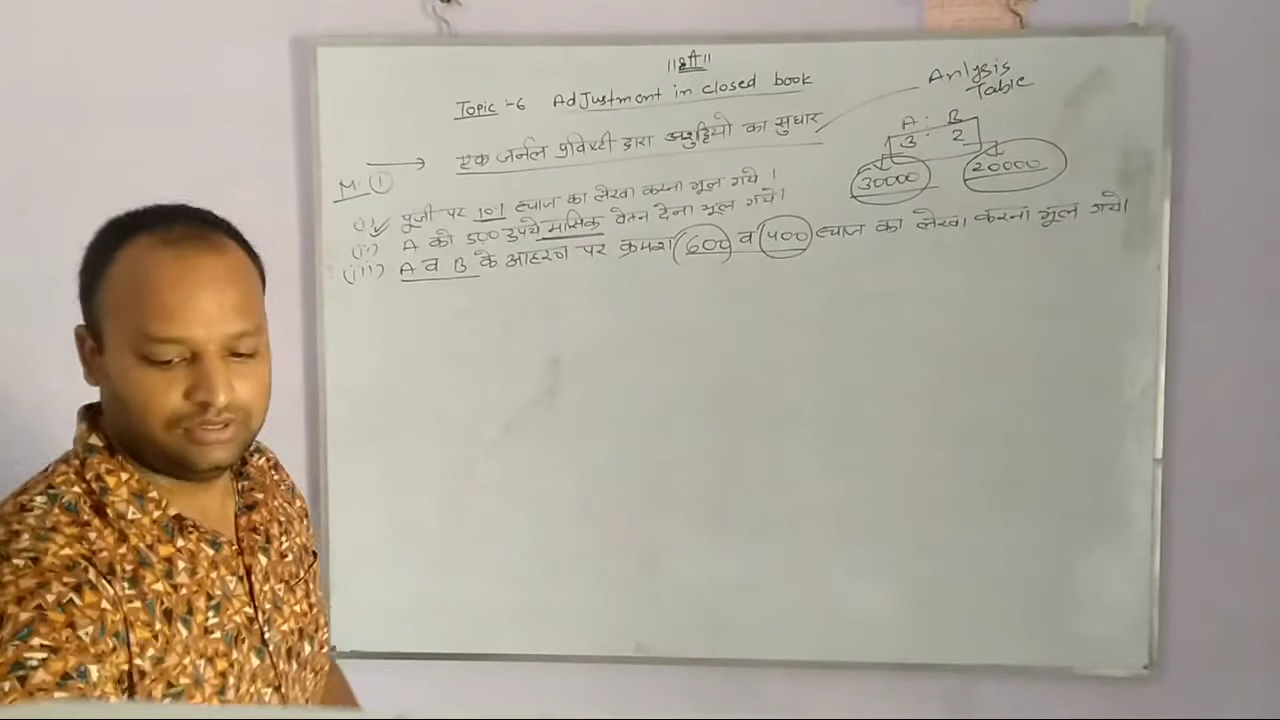 ॥श्री॥
Topic :-6 Adjustment in closed book
Anlysis
Table
→ एक जर्नल प्रविष्टी द्वारा अशुद्धियो का सुधार
A : B
3 : 2
30000 20000
M. ①
(i) पूंजी पर 10% ब्याज का लेखा करना भूल गये।
(ii) A को 500 रुपये मासिक वेतन देना भूल गये।
(iii) A व B के आहरण पर क्रमश 600 व 400 ब्याज का लेखा करना भूल गये।